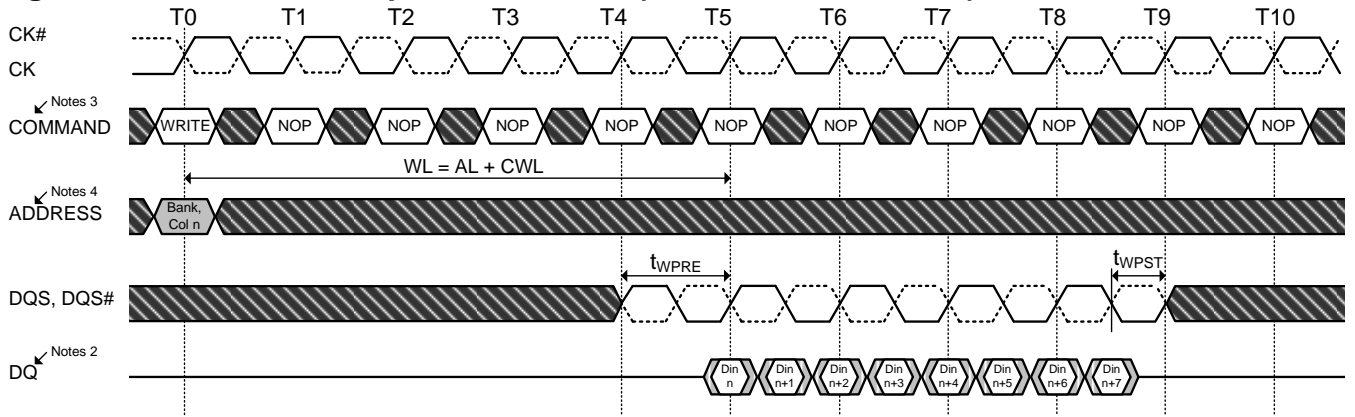 T0 T1 T2 T3 T4 T5 T6 T7 T8 T9 T10
CK#
CK
Notes 3
COMMAND WRITE NOP NOP NOP NOP NOP NOP NOP NOP NOP NOP
WL = AL + CWL
Notes 4
ADDRESS Bank,
Col n
tWPRE tWPST
DQS, DQS#
Notes 2
DQ Din Din Din Din Din Din Din Din
n n+1 n+2 n+3 n+4 n+5 n+6 n+7